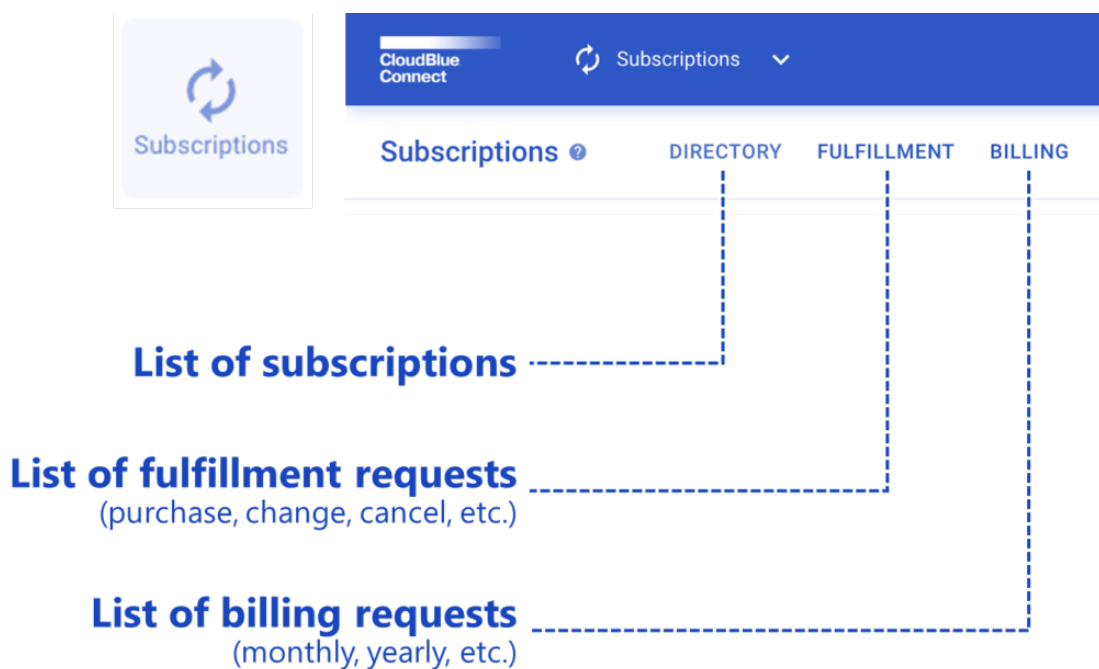 Subscriptions
CloudBlue
Connect
Subscriptions
Subscriptions
DIRECTORY
FULFILLMENT
BILLING
List of subscriptions
List of fulfillment requests
(purchase, change, cancel, etc.)
List of billing requests
(monthly, yearly, etc.)